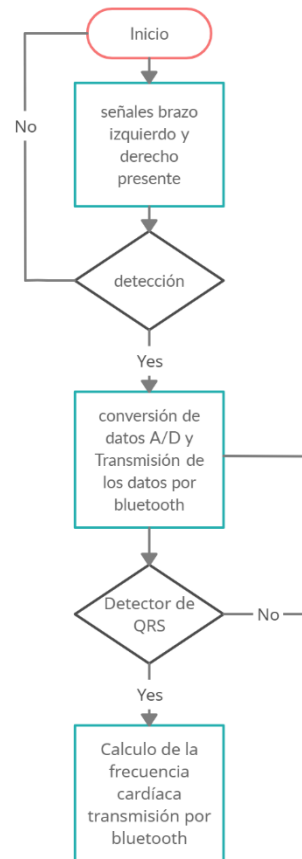 Inicio
No
señales brazo
izquierdo y
derecho
presente
detección
Yes
conversión de
datos A/D y
Transmisión de
los datos por
bluetooth
Detector de
QRS
No
Yes
Calculo de la
frecuencia
cardíaca
transmisión por
bluetooth